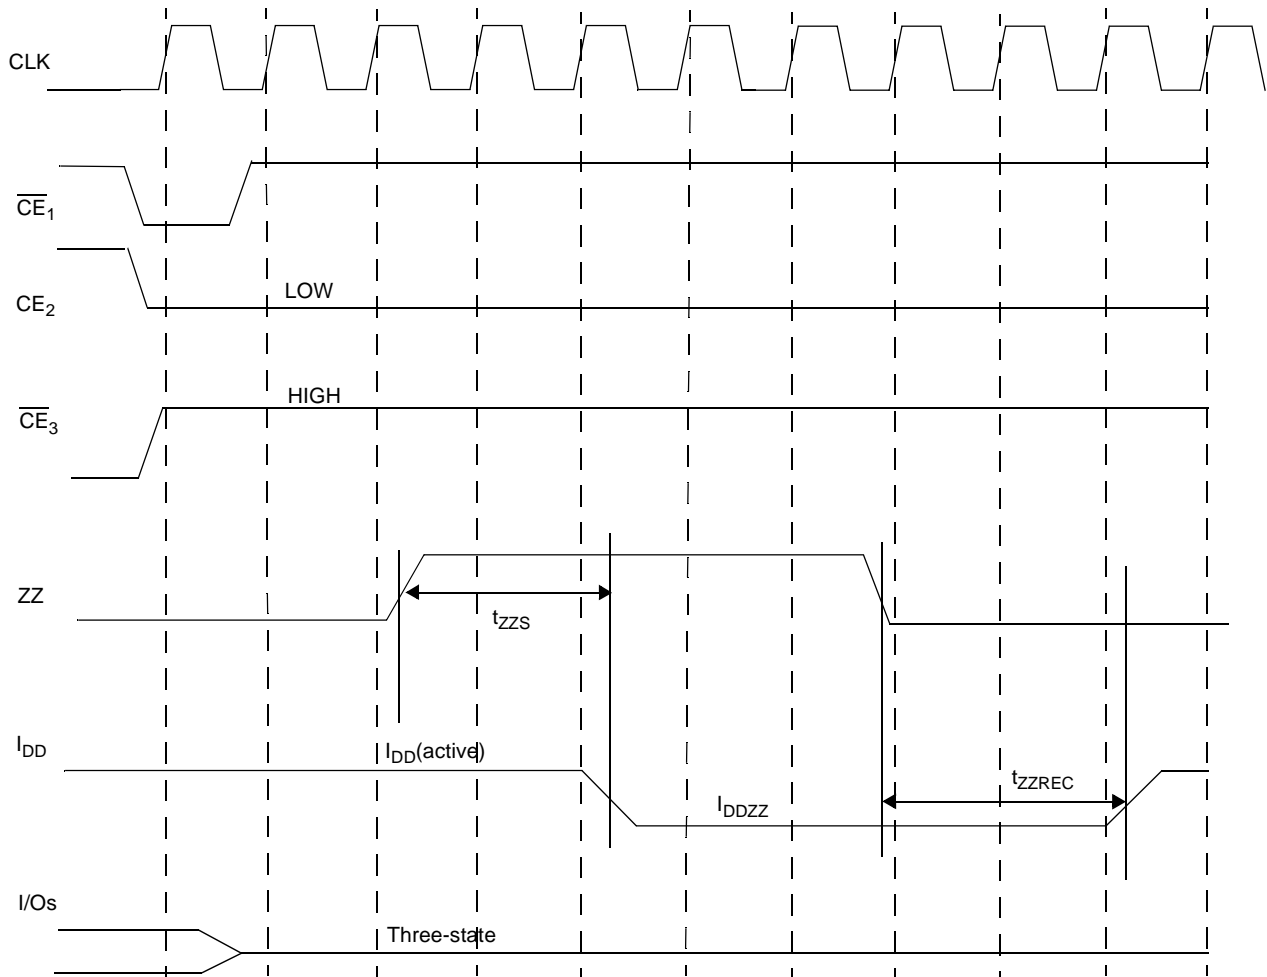 CLK
CE1
LOW
CE2
HIGH
CE3
ZZ
tZZS
IDD
IDD(active)
tZZREC
IDDZZ
I/Os
Three-state